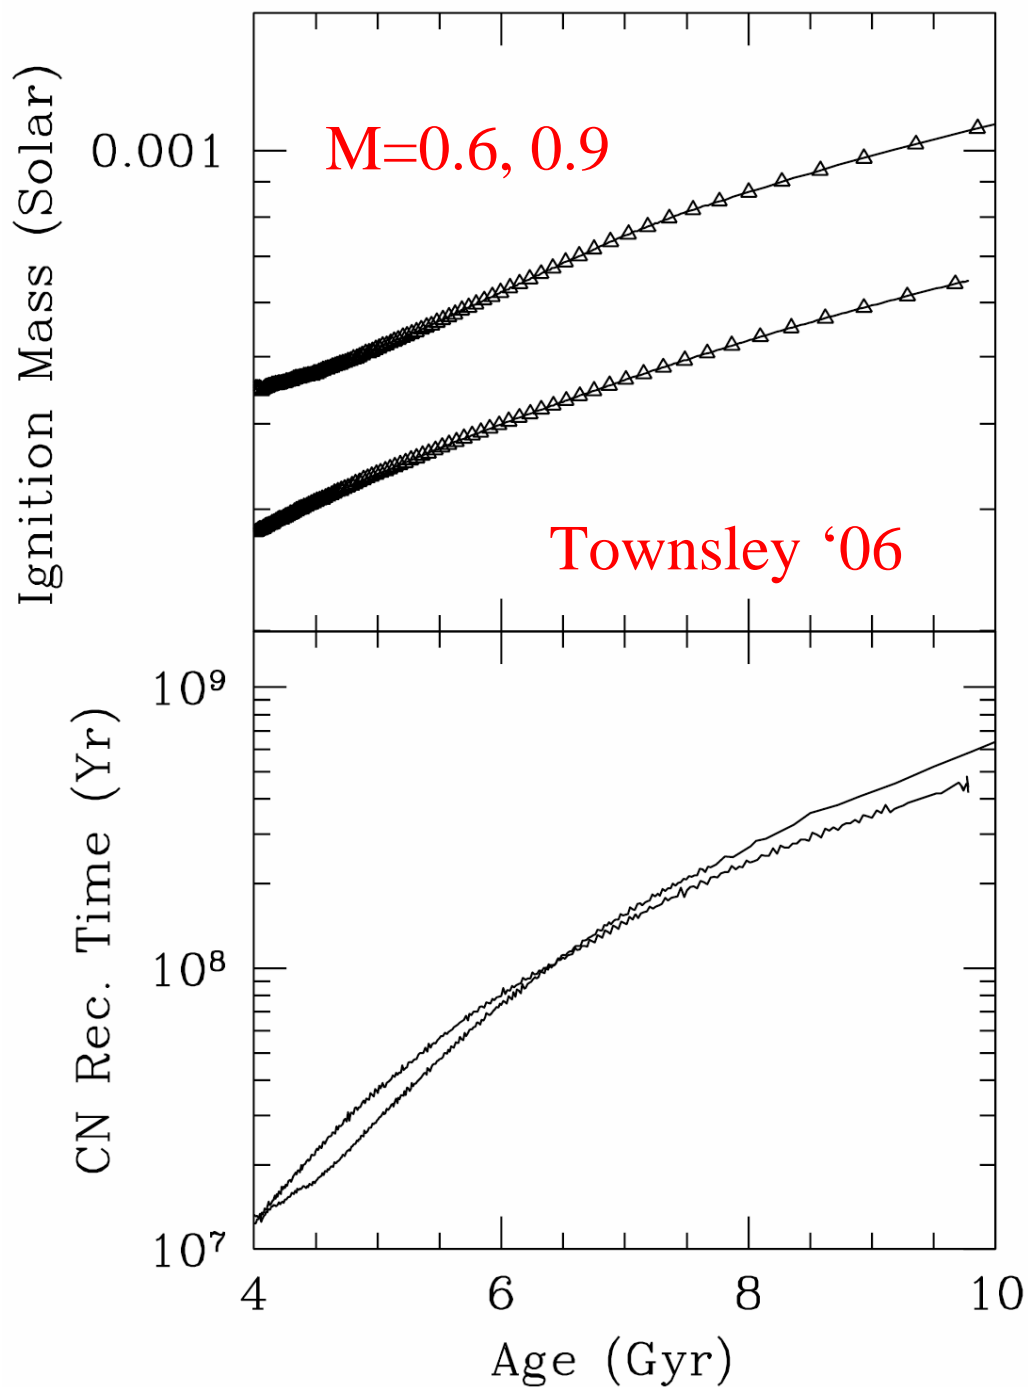 Ignition Mass (Solar)
0.001
M=0.6, 0.9
Townsley ‘06
CN Rec. Time (Yr)
10⁹
10⁸
10⁷
4 6 8 10
Age (Gyr)